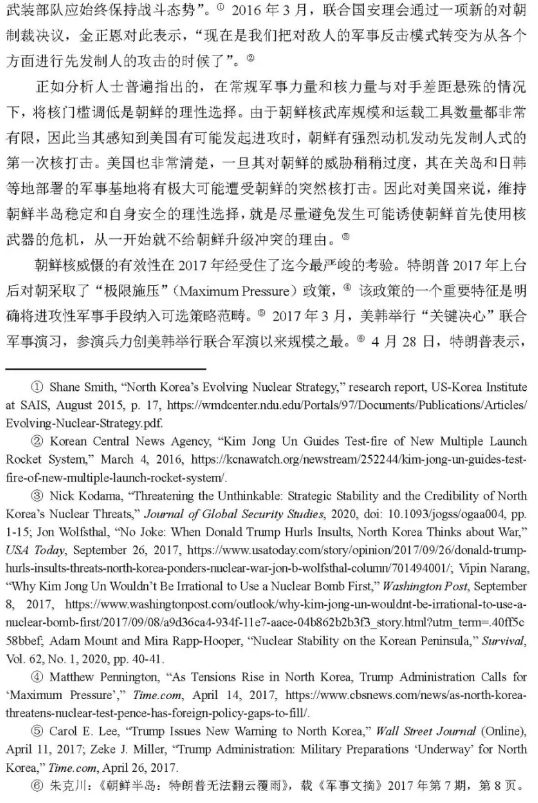 武装部队应始终保持战斗态势”。① 2016 年 3 月，联合国安理会通过一项新的对朝
制裁决议，金正恩对此表示，“现在是我们把对敌人的军事反击模式转变为从各个
方面进行先发制人的攻击的时候了”。②
正如分析人士普遍指出的，在常规军事力量和核力量与对手差距悬殊的情况
下，将核门槛调低是朝鲜的理性选择。由于朝鲜核武库规模和运载工具数量都非常
有限，因此当其感知到美国有可能发起进攻时，朝鲜有强烈动机发动先发制人式的
第一次核打击。美国也非常清楚，一旦其对朝鲜的威胁稍稍过度，其在关岛和日韩
等地部署的军事基地将有极大可能遭受朝鲜的突然核打击。因此对美国来说，维持
朝鲜半岛稳定和自身安全的理性选择，就是尽量避免发生可能诱使朝鲜首先使用核
武器的危机，从一开始就不给朝鲜升级冲突的理由。③
朝鲜核威慑的有效性在 2017 年经受住了迄今最严峻的考验。特朗普 2017 年上台
后对朝采取了“极限施压”（Maximum Pressure）政策，④ 该政策的一个重要特征是明
确将进攻性军事手段纳入可选策略范畴。⑤ 2017 年 3 月，美韩举行“关键决心”联合
军事演习，参演兵力创美韩举行联合军演以来规模之最。⑥ 4 月 28 日，特朗普表示，
① Shane Smith, “North Korea’s Evolving Nuclear Strategy,” research report, US-Korea Institute
at SAIS, August 2015, p. 17, https://wmdcenter.ndu.edu/Portals/97/Documents/Publications/Articles/
Evolving-Nuclear-Strategy.pdf.
② Korean Central News Agency, “Kim Jong Un Guides Test-fire of New Multiple Launch
Rocket System,” March 4, 2016, https://kcnawatch.org/newstream/252244/kim-jong-un-guides-test-
fire-of-new-multiple-launch-rocket-system/.
③ Nick Kodama, “Threatening the Unthinkable: Strategic Stability and the Credibility of North
Korea’s Nuclear Threats,” Journal of Global Security Studies, 2020, doi: 10.1093/jogss/ogaa004, pp.
1-15; Jon Wolfsthal, “No Joke: When Donald Trump Hurls Insults, North Korea Thinks about War,”
USA Today, September 26, 2017, https://www.usatoday.com/story/opinion/2017/09/26/donald-trump-
hurls-insults-threats-north-korea-ponders-nuclear-war-jon-b-wolfsthal-column/701494001/; Vipin Narang,
“Why Kim Jong Un Wouldn’t Be Irrational to Use a Nuclear Bomb First,” Washington Post, September
8, 2017, https://www.washingtonpost.com/outlook/why-kim-jong-un-wouldnt-be-irrational-to-use-a-
nuclear-bomb-first/2017/09/08/a9d36ca4-934f-11e7-aace-04b862b2b3f3_story.html?utm_term=.40ff5c
58bbef; Adam Mount and Mira Rapp-Hooper, “Nuclear Stability on the Korean Peninsula,” Survival,
Vol. 62, No. 1, 2020, pp. 40-41.
④ Matthew Pennington, “As Tensions Rise in North Korea, Trump Administration Calls for
‘Maximum Pressure’,” Time.com, April 14, 2017, https://www.cbsnews.com/news/as-north-korea-
threatens-nuclear-test-pence-has-foreign-policy-gaps-to-fill/.
⑤ Carol E. Lee, “Trump Issues New Warning to North Korea,” Wall Street Journal (Online),
April 11, 2017; Zeke J. Miller, “Trump Administration: Military Preparations ‘Underway’ for North
Korea,” Time.com, April 26, 2017.
⑥ 朱克川：《朝鲜半岛：特朗普无法翻云覆雨》，载《军事文摘》2017 年第 7 期，第 8 页。